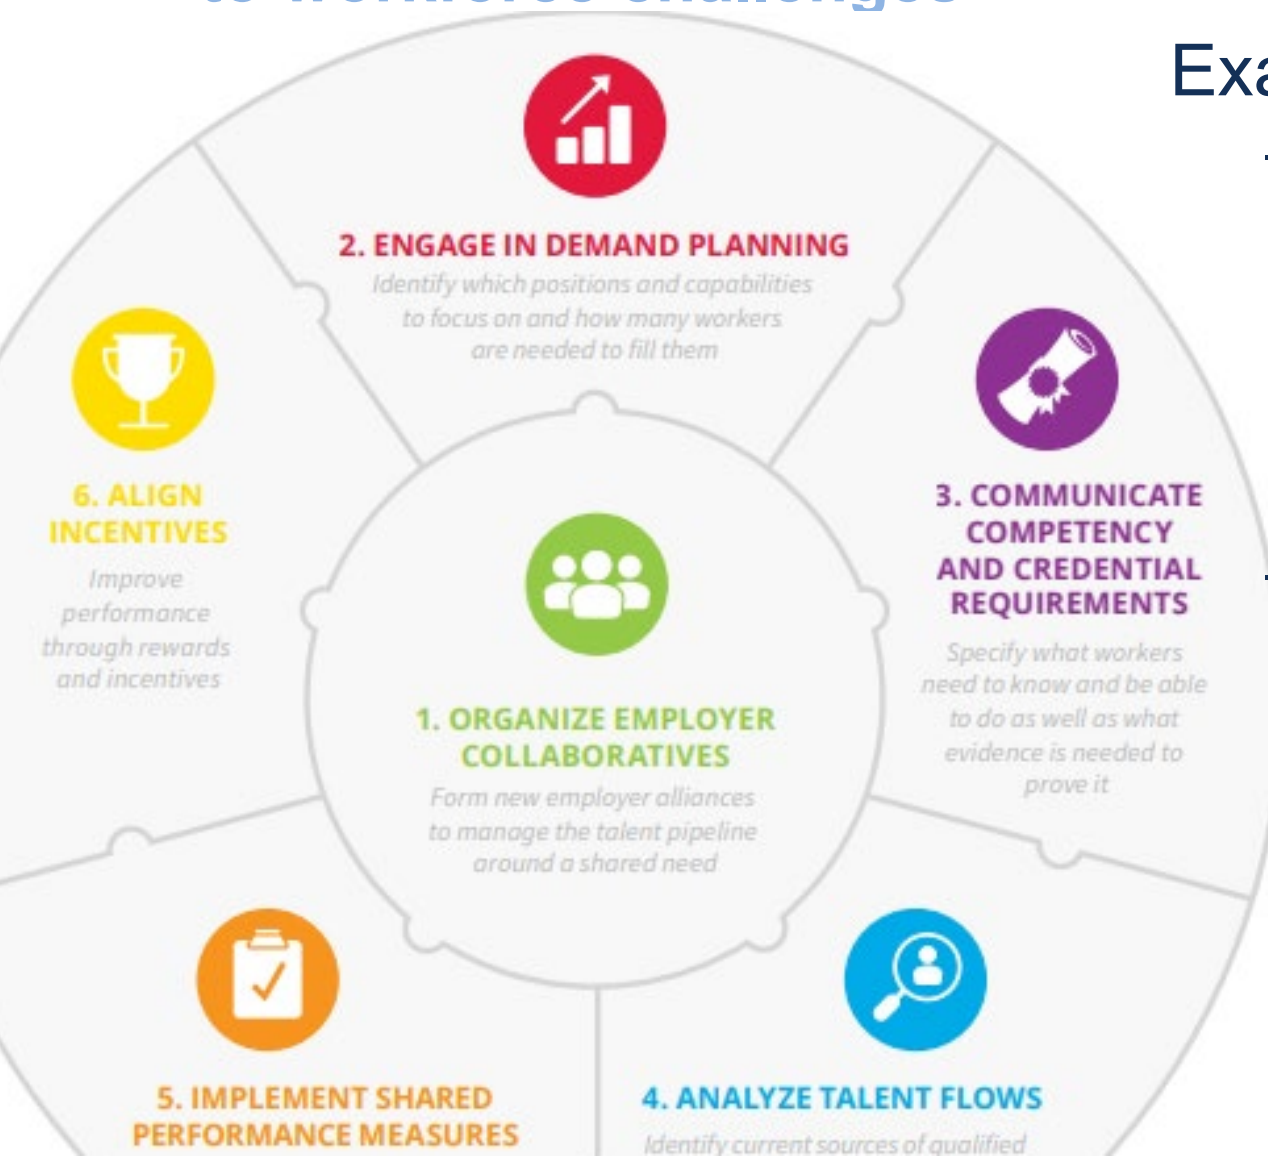 to workforce challenges
Exa
2. ENGAGE IN DEMAND PLANNING
Identify which positions and capabilities
to focus on and how many workers
are needed to fill them
6. ALIGN
INCENTIVES
Improve
performance
through rewards
and incentives
3. COMMUNICATE
COMPETENCY
AND CREDENTIAL
REQUIREMENTS
Specify what workers
need to know and be able
to do as well as what
evidence is needed to
prove it
1. ORGANIZE EMPLOYER
COLLABORATIVES
Form new employer alliances
to manage the talent pipeline
around a shared need
5. IMPLEMENT SHARED
PERFORMANCE MEASURES
4. ANALYZE TALENT FLOWS
Identify current sources of qualified